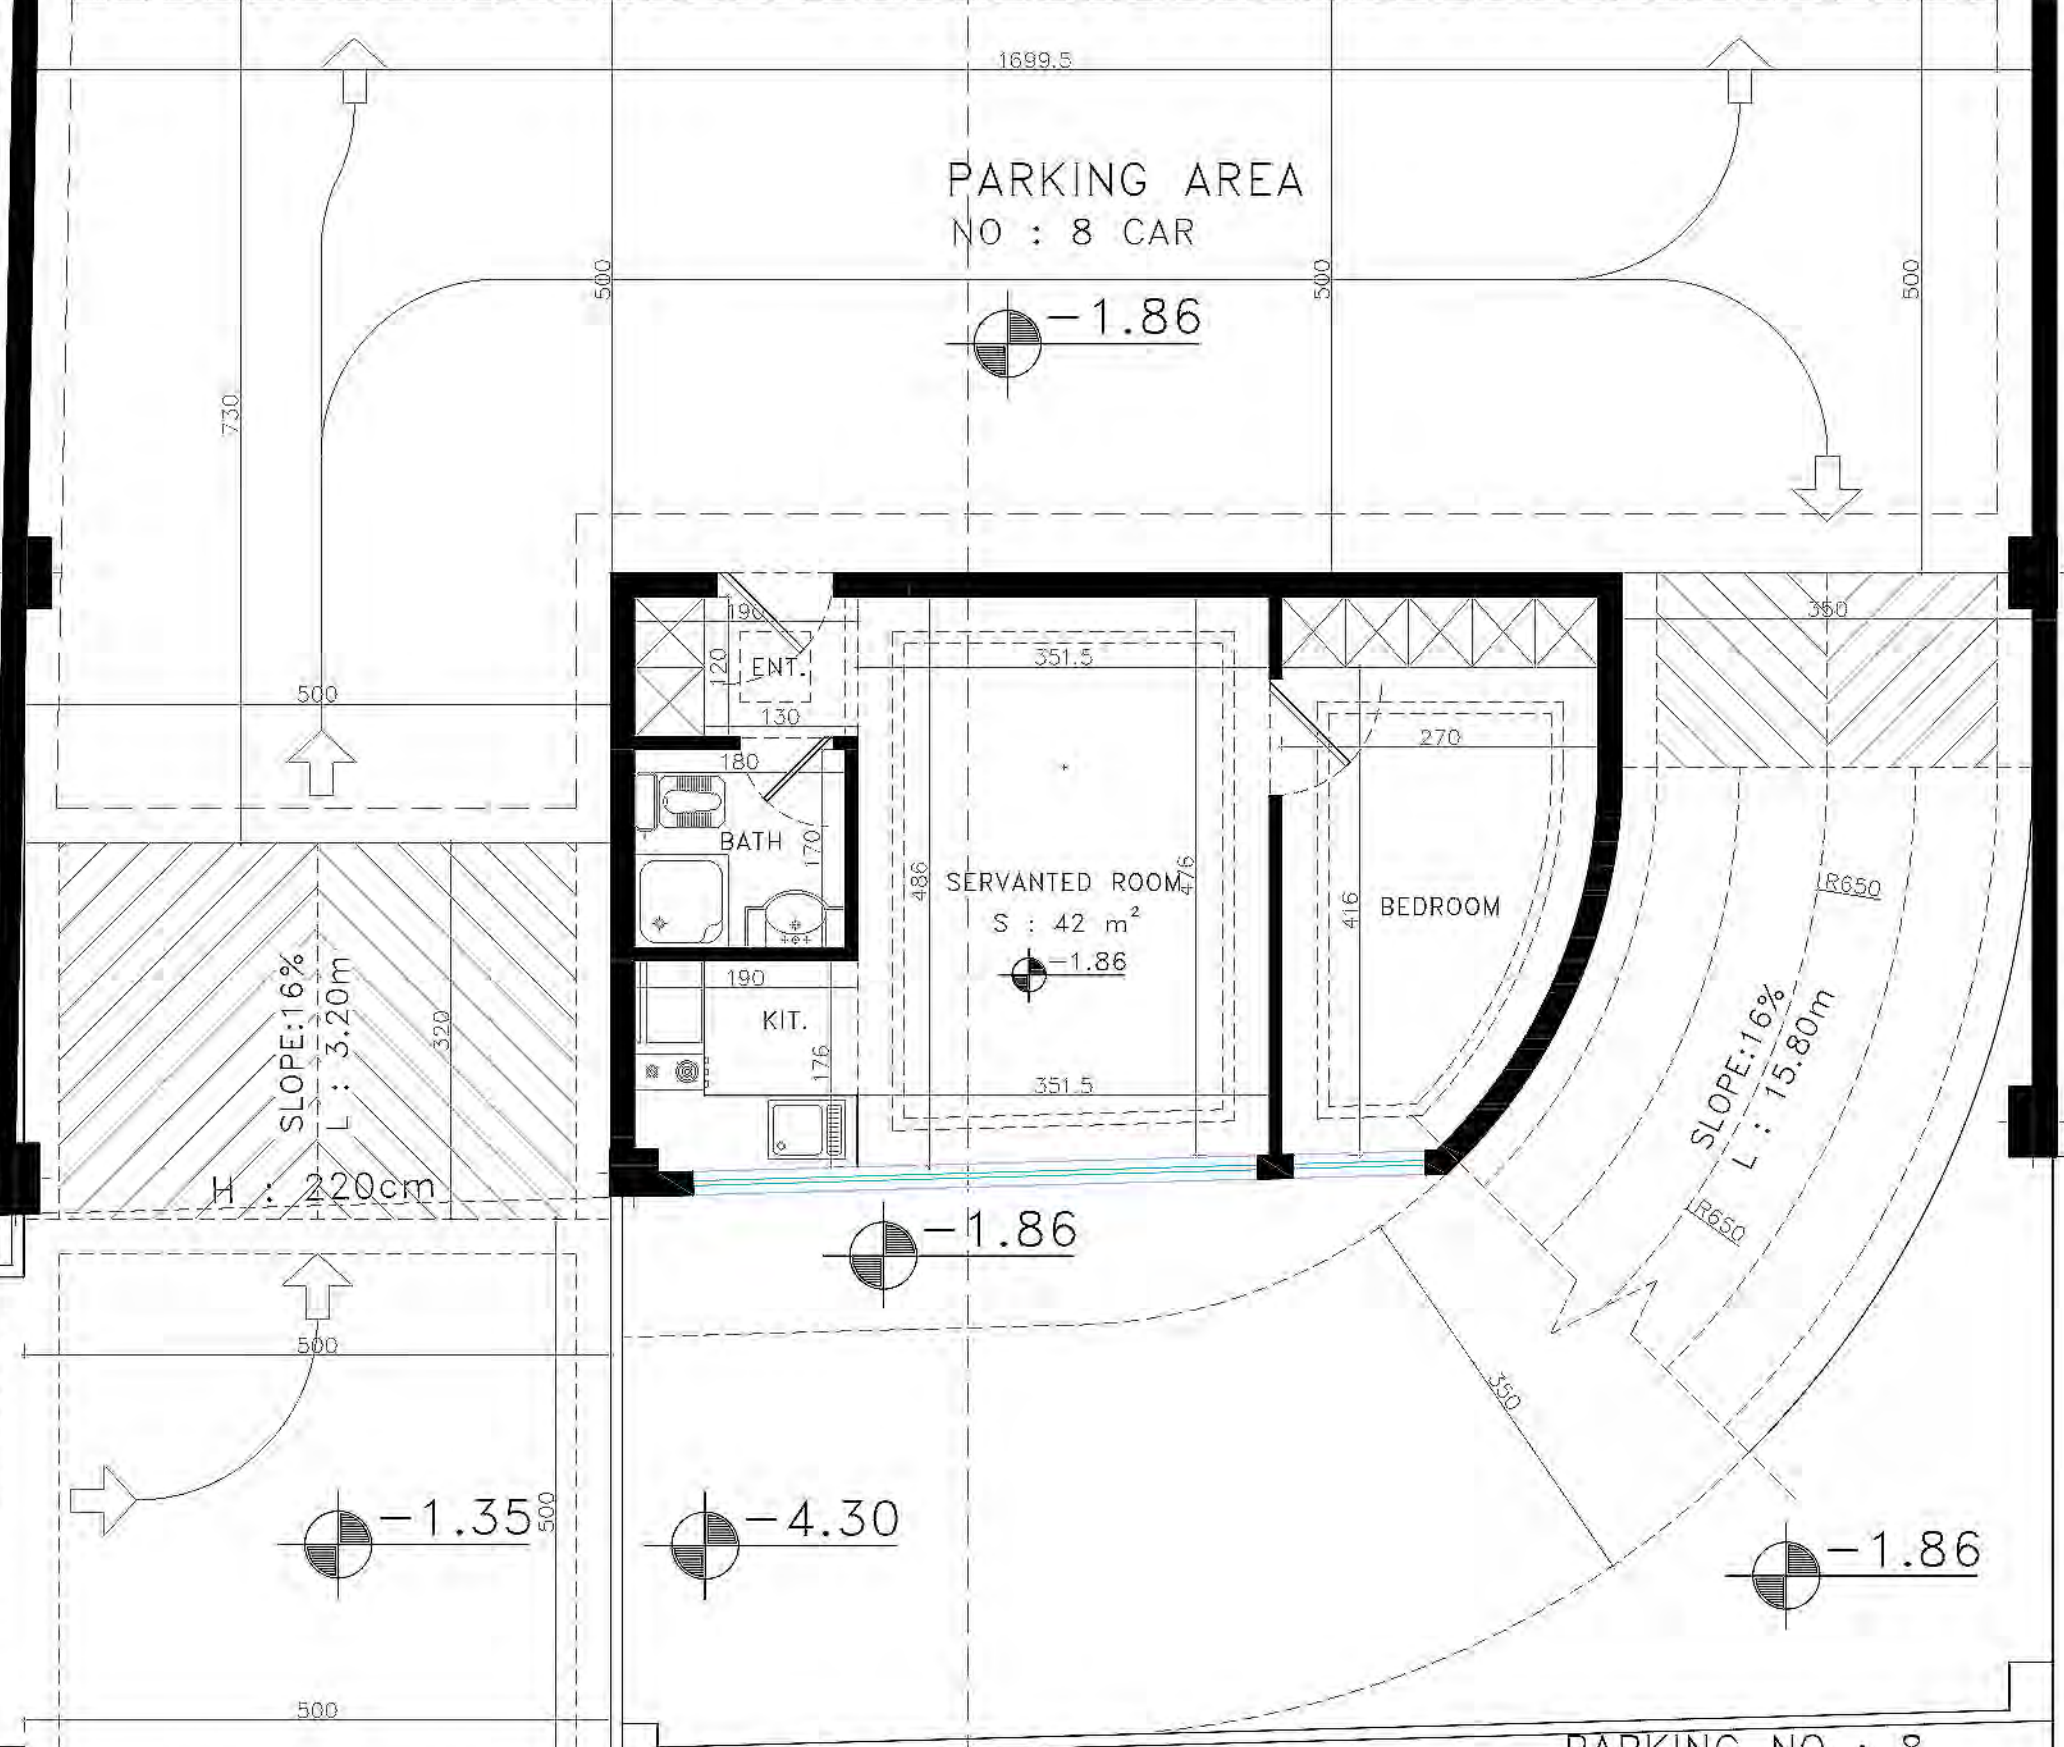 1699.5
PARKING AREA
NO : 8 CAR
500
500
500
-1.86
730
190
350
120
ENT.
351.5
500
130
270
180
BATH
170
486
SERVANTED ROOM
476
S : 42 m²
-1.86
416
BEDROOM
R650
190
KIT.
176
351.5
SLOPE:16%
L : 3.20m
320
SLOPE:16%
L : 15.80m
H : 220cm
R650
-1.86
500
350
-1.35
500
-4.30
-1.86
500
PARKING NO : 8